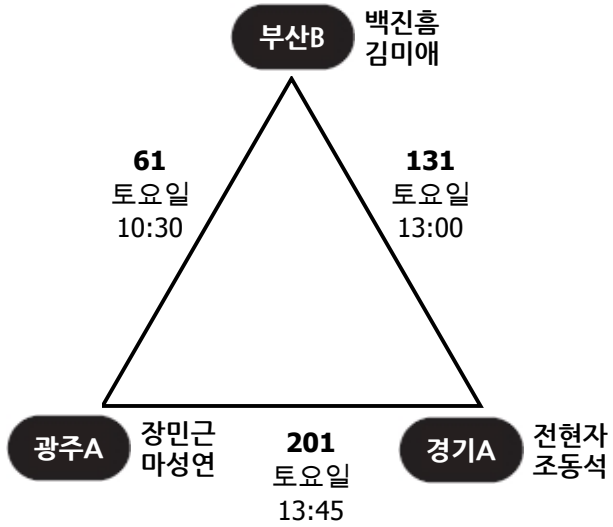 부산B
백진흠
김미애
61
토요일
10:30
131
토요일
13:00
광주A
장민근
마성연
201
토요일
13:45
경기A
전현자
조동석